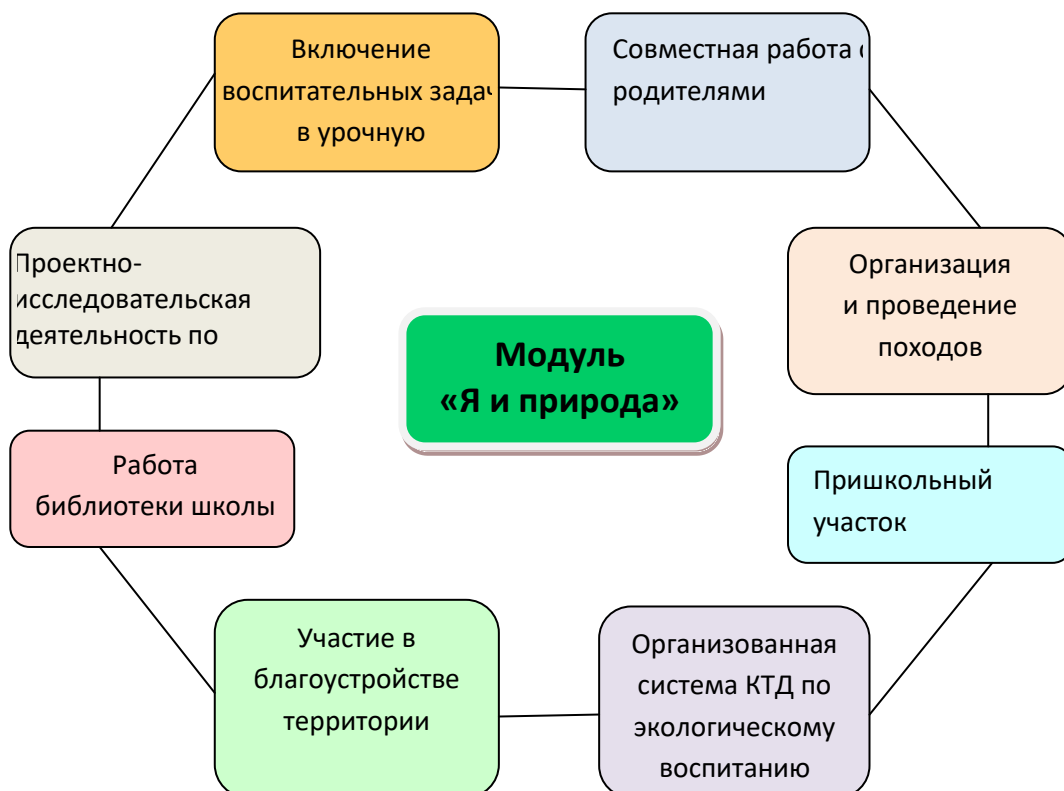 Включение
воспитательных задач
в урочную
Совместная работа с
родителями
Проектно-
исследовательская
деятельность по
Организация
и проведение
походов
Модуль
«Я и природа»
Работа
библиотеки школы
Пришкольный
участок
Участие в
благоустройстве
территории
Организованная
система КТД по
экологическому
воспитанию